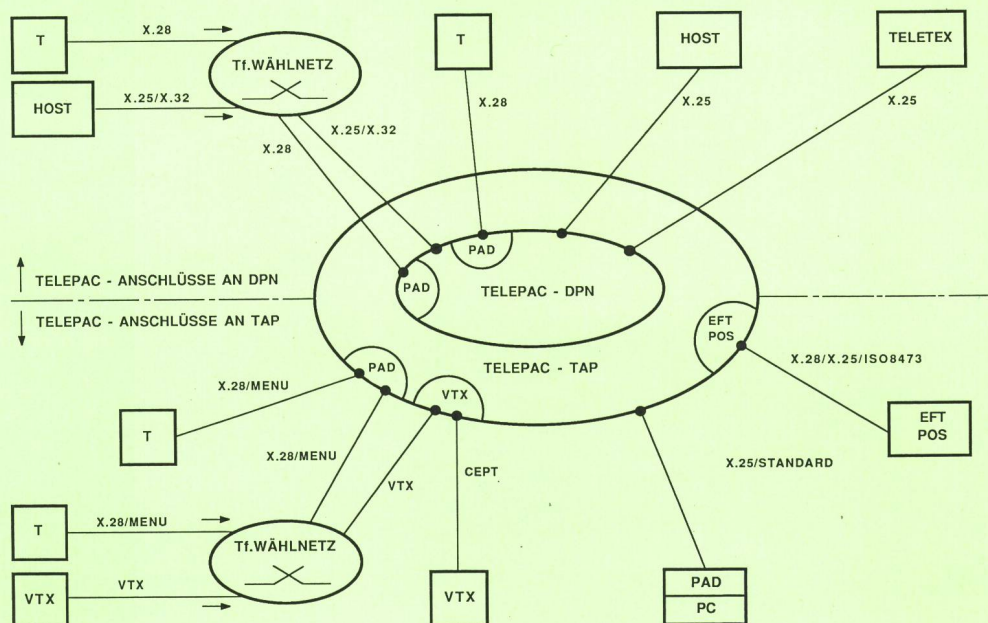 T
X.28
HOST
X.25/X.32
Tf.WÄHLNETZ
T
HOST
TELETEX
X.28
X.25
X.25
X.25/X.32
X.28
PAD
PAD
TELEPAC - DPN
TELEPAC - ANSCHLÜSSE AN DPN
TELEPAC - ANSCHLÜSSE AN TAP
EFT
POS
TELEPAC - TAP
PAD
VTX
X.28/X.25/ISO8473
X.28/MENU
T
EFT
POS
X.28/MENU
VTX
CEPT
X.25/STANDARD
T
X.28/MENU
Tf.WÄHLNETZ
VTX
VTX
VTX
PAD
PC